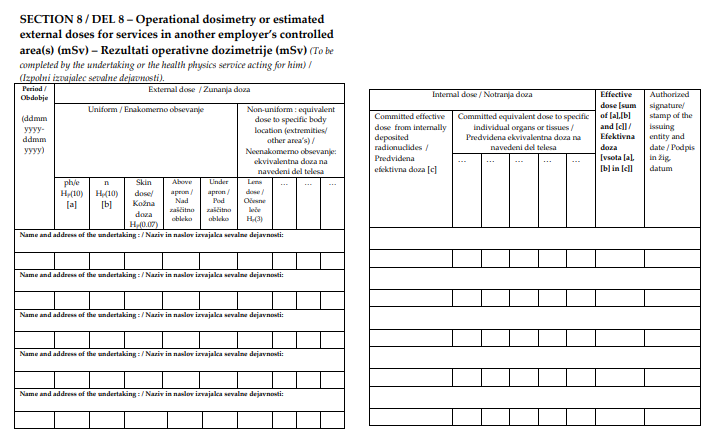 SECTION 8 / DEL 8 – Operational dosimetry or estimated
external doses for services in another employer's controlled
area(s) (mSv) – Rezultati operativne dozimetrije (mSv) (To be
completed by the undertaking or the health physics service acting for him) /
(Izpolni izvajalec sevalne dejavnosti).
Period /
Obdobje
(ddmm
yyyy-
ddmm
yyyy)
External dose / Zunanja doza
Uniform / Enakomerno obsevanje
Non-uniform : equivalent
dose to specific body
location (extremities/
other area's) /
Neenakomerno obsevanje:
ekvivalentna doza na
navedeni del telesa
ph/e
Hₚ(10)
[a]
n
Hₚ(10)
[b]
Skin
dose/
Kožna
doza
Hₚ(0.07)
Above
apron /
Nad
zaščitno
obleko
Under
apron /
Pod
zaščitno
obleko
Lens
dose /
Očesne
leče
Hₚ(3)
...
...
...
Name and address of the undertaking : / Naziv in naslov izvajalca sevalne dejavnosti:
Name and address of the undertaking : / Naziv in naslov izvajalca sevalne dejavnosti:
Name and address of the undertaking : / Naziv in naslov izvajalca sevalne dejavnosti:
Name and address of the undertaking : / Naziv in naslov izvajalca sevalne dejavnosti:
Name and address of the undertaking : / Naziv in naslov izvajalca sevalne dejavnosti:
Internal dose / Notranja doza
Committed effective
dose from internally
deposited
radionuclides /
Predvidena
efektivna doza [c]
Committed equivalent dose to specific
individual organs or tissues /
Predvidena ekvivalentna doza na
navedeni del telesa
...
...
...
...
...
Effective
dose [sum
of [a],[b]
and [c]] /
Efektivna
doza
[vsota [a],
[b] in [c]]
Authorized
signature/
stamp of the
issuing
entity and
date / Podpis
in žig,
datum